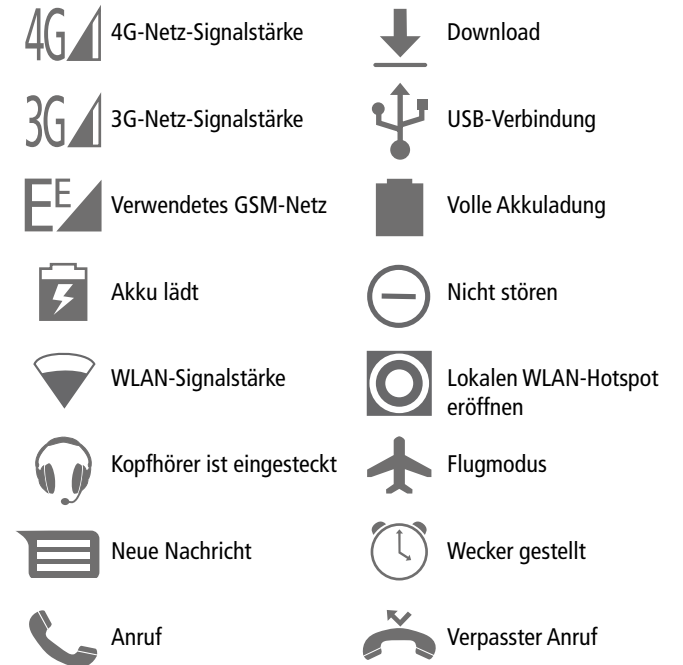 4G 4G-Netz-Signalstärke
Download
3G 3G-Netz-Signalstärke
USB-Verbindung
EE Verwendetes GSM-Netz
Volle Akkuladung
Akku lädt
Nicht stören
WLAN-Signalstärke
Lokalen WLAN-Hotspot
eröffnen
Kopfhörer ist eingesteckt
Flugmodus
Neue Nachricht
Wecker gestellt
Anruf
Verpasster Anruf